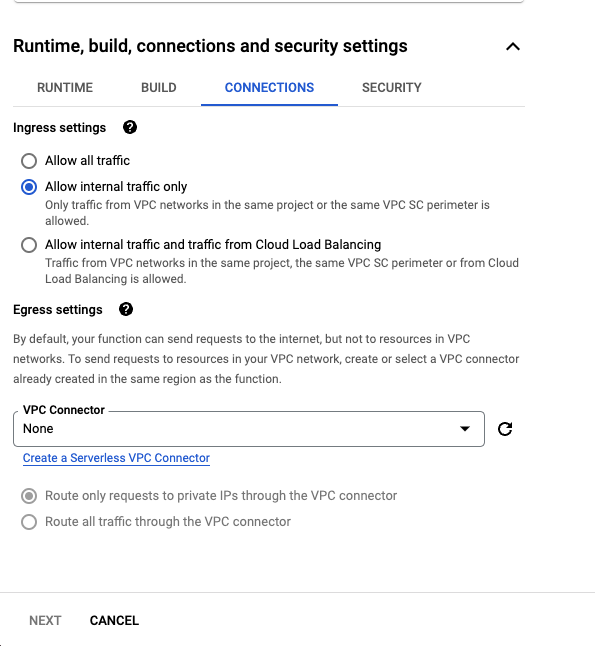 Runtime, build, connections and security settings
RUNTIME BUILD CONNECTIONS SECURITY
Ingress settings ?
Allow all traffic
Allow internal traffic only
Only traffic from VPC networks in the same project or the same VPC SC perimeter is
allowed.
Allow internal traffic and traffic from Cloud Load Balancing
Traffic from VPC networks in the same project, the same VPC SC perimeter or from Cloud
Load Balancing is allowed.
Egress settings ?
By default, your function can send requests to the internet, but not to resources in VPC
networks. To send requests to resources in your VPC network, create or select a VPC connector
already created in the same region as the function.
VPC Connector
None
Create a Serverless VPC Connector
Route only requests to private IPs through the VPC connector
Route all traffic through the VPC connector
NEXT CANCEL